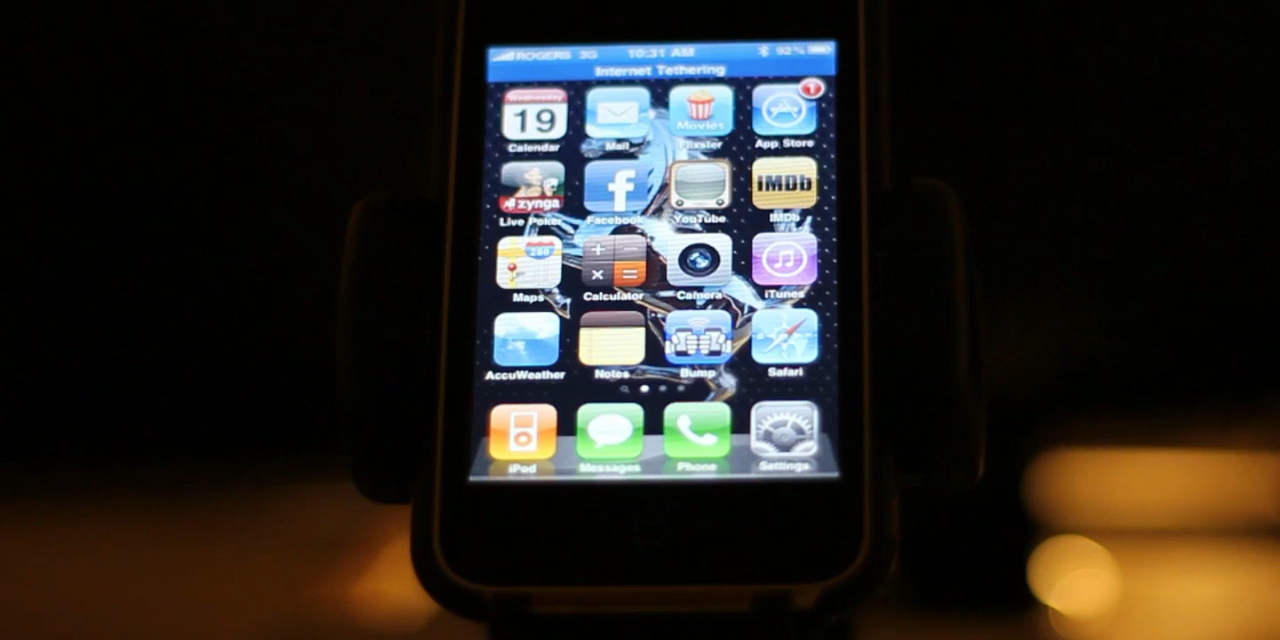 ROGERS 3G 10:31 AM 92%
Internet Tethering
Wednesday
19
Movies
1
Calendar Mail Flixster App Store
zynga
f
IMDb
Live Poker Facebook YouTube IMDb
280
+ −
× =
Maps Calculator Camera iTunes
AccuWeather Notes Bump Safari
iPod Messages Phone Settings